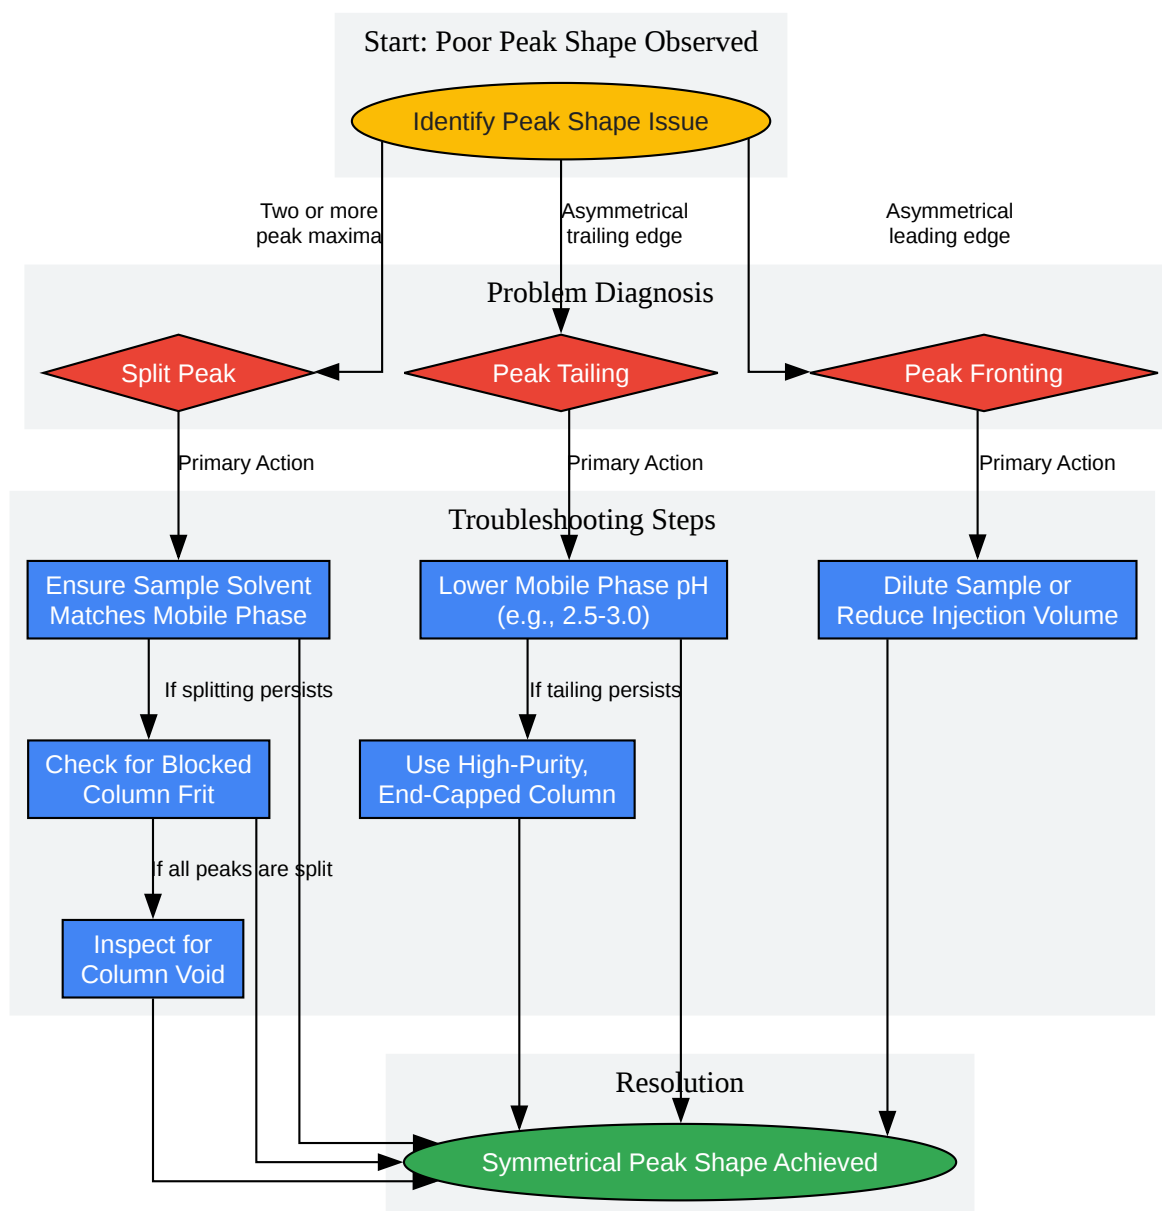 Start: Poor Peak Shape Observed
Identify Peak Shape Issue
Two or more
peak maxima
Asymmetrical
trailing edge
Asymmetrical
leading edge
Problem Diagnosis
Split Peak
Peak Tailing
Peak Fronting
Primary Action
Primary Action
Primary Action
Troubleshooting Steps
Ensure Sample Solvent
Matches Mobile Phase
Lower Mobile Phase pH
(e.g., 2.5-3.0)
Dilute Sample or
Reduce Injection Volume
If splitting persists
If tailing persists
Check for Blocked
Column Frit
Use High-Purity,
End-Capped Column
If all peaks are split
Inspect for
Column Void
Resolution
Symmetrical Peak Shape Achieved